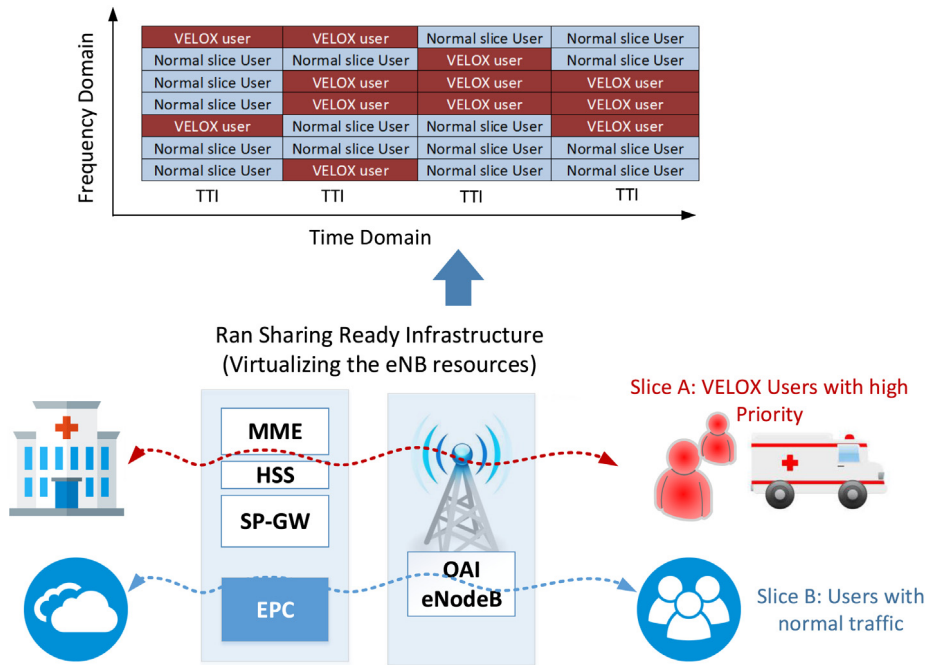 Frequency Domain
VELOX user VELOX user Normal slice User Normal slice User
Normal slice User Normal slice User VELOX user Normal slice User
Normal slice User VELOX user VELOX user VELOX user
Normal slice User VELOX user VELOX user VELOX user
VELOX user Normal slice User Normal slice User VELOX user
Normal slice User Normal slice User Normal slice User Normal slice User
Normal slice User VELOX user Normal slice User Normal slice User
TTI TTI TTI TTI
Time Domain
Ran Sharing Ready Infrastructure
(Virtualizing the eNB resources)
MME
HSS
SP-GW
EPC
OAI
eNodeB
Slice A: VELOX Users with high
Priority
Slice B: Users with
normal traffic